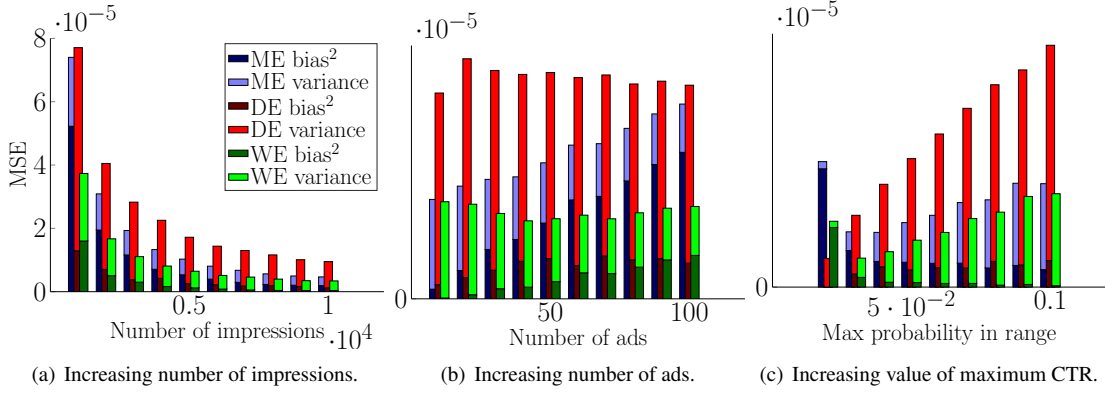 ·10⁻⁵
8
6
4
2
0
MSE
ME bias²
ME variance
DE bias²
DE variance
WE bias²
WE variance
0.5
1
Number of impressions
·10⁴
(a) Increasing number of impressions.
·10⁻⁵
0
50
100
Number of ads
(b) Increasing number of ads.
·10⁻⁵
0
5 · 10⁻²
0.1
Max probability in range
(c) Increasing value of maximum CTR.